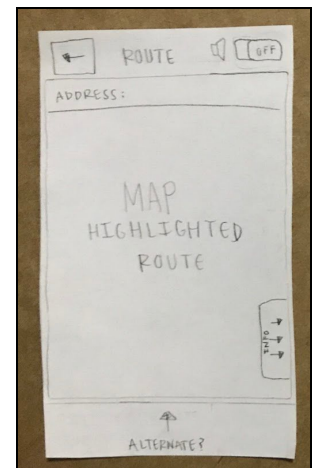 ROUTE OFF
ADDRESS:
MAP
HIGHLIGHTED
ROUTE
ALTERNATE?